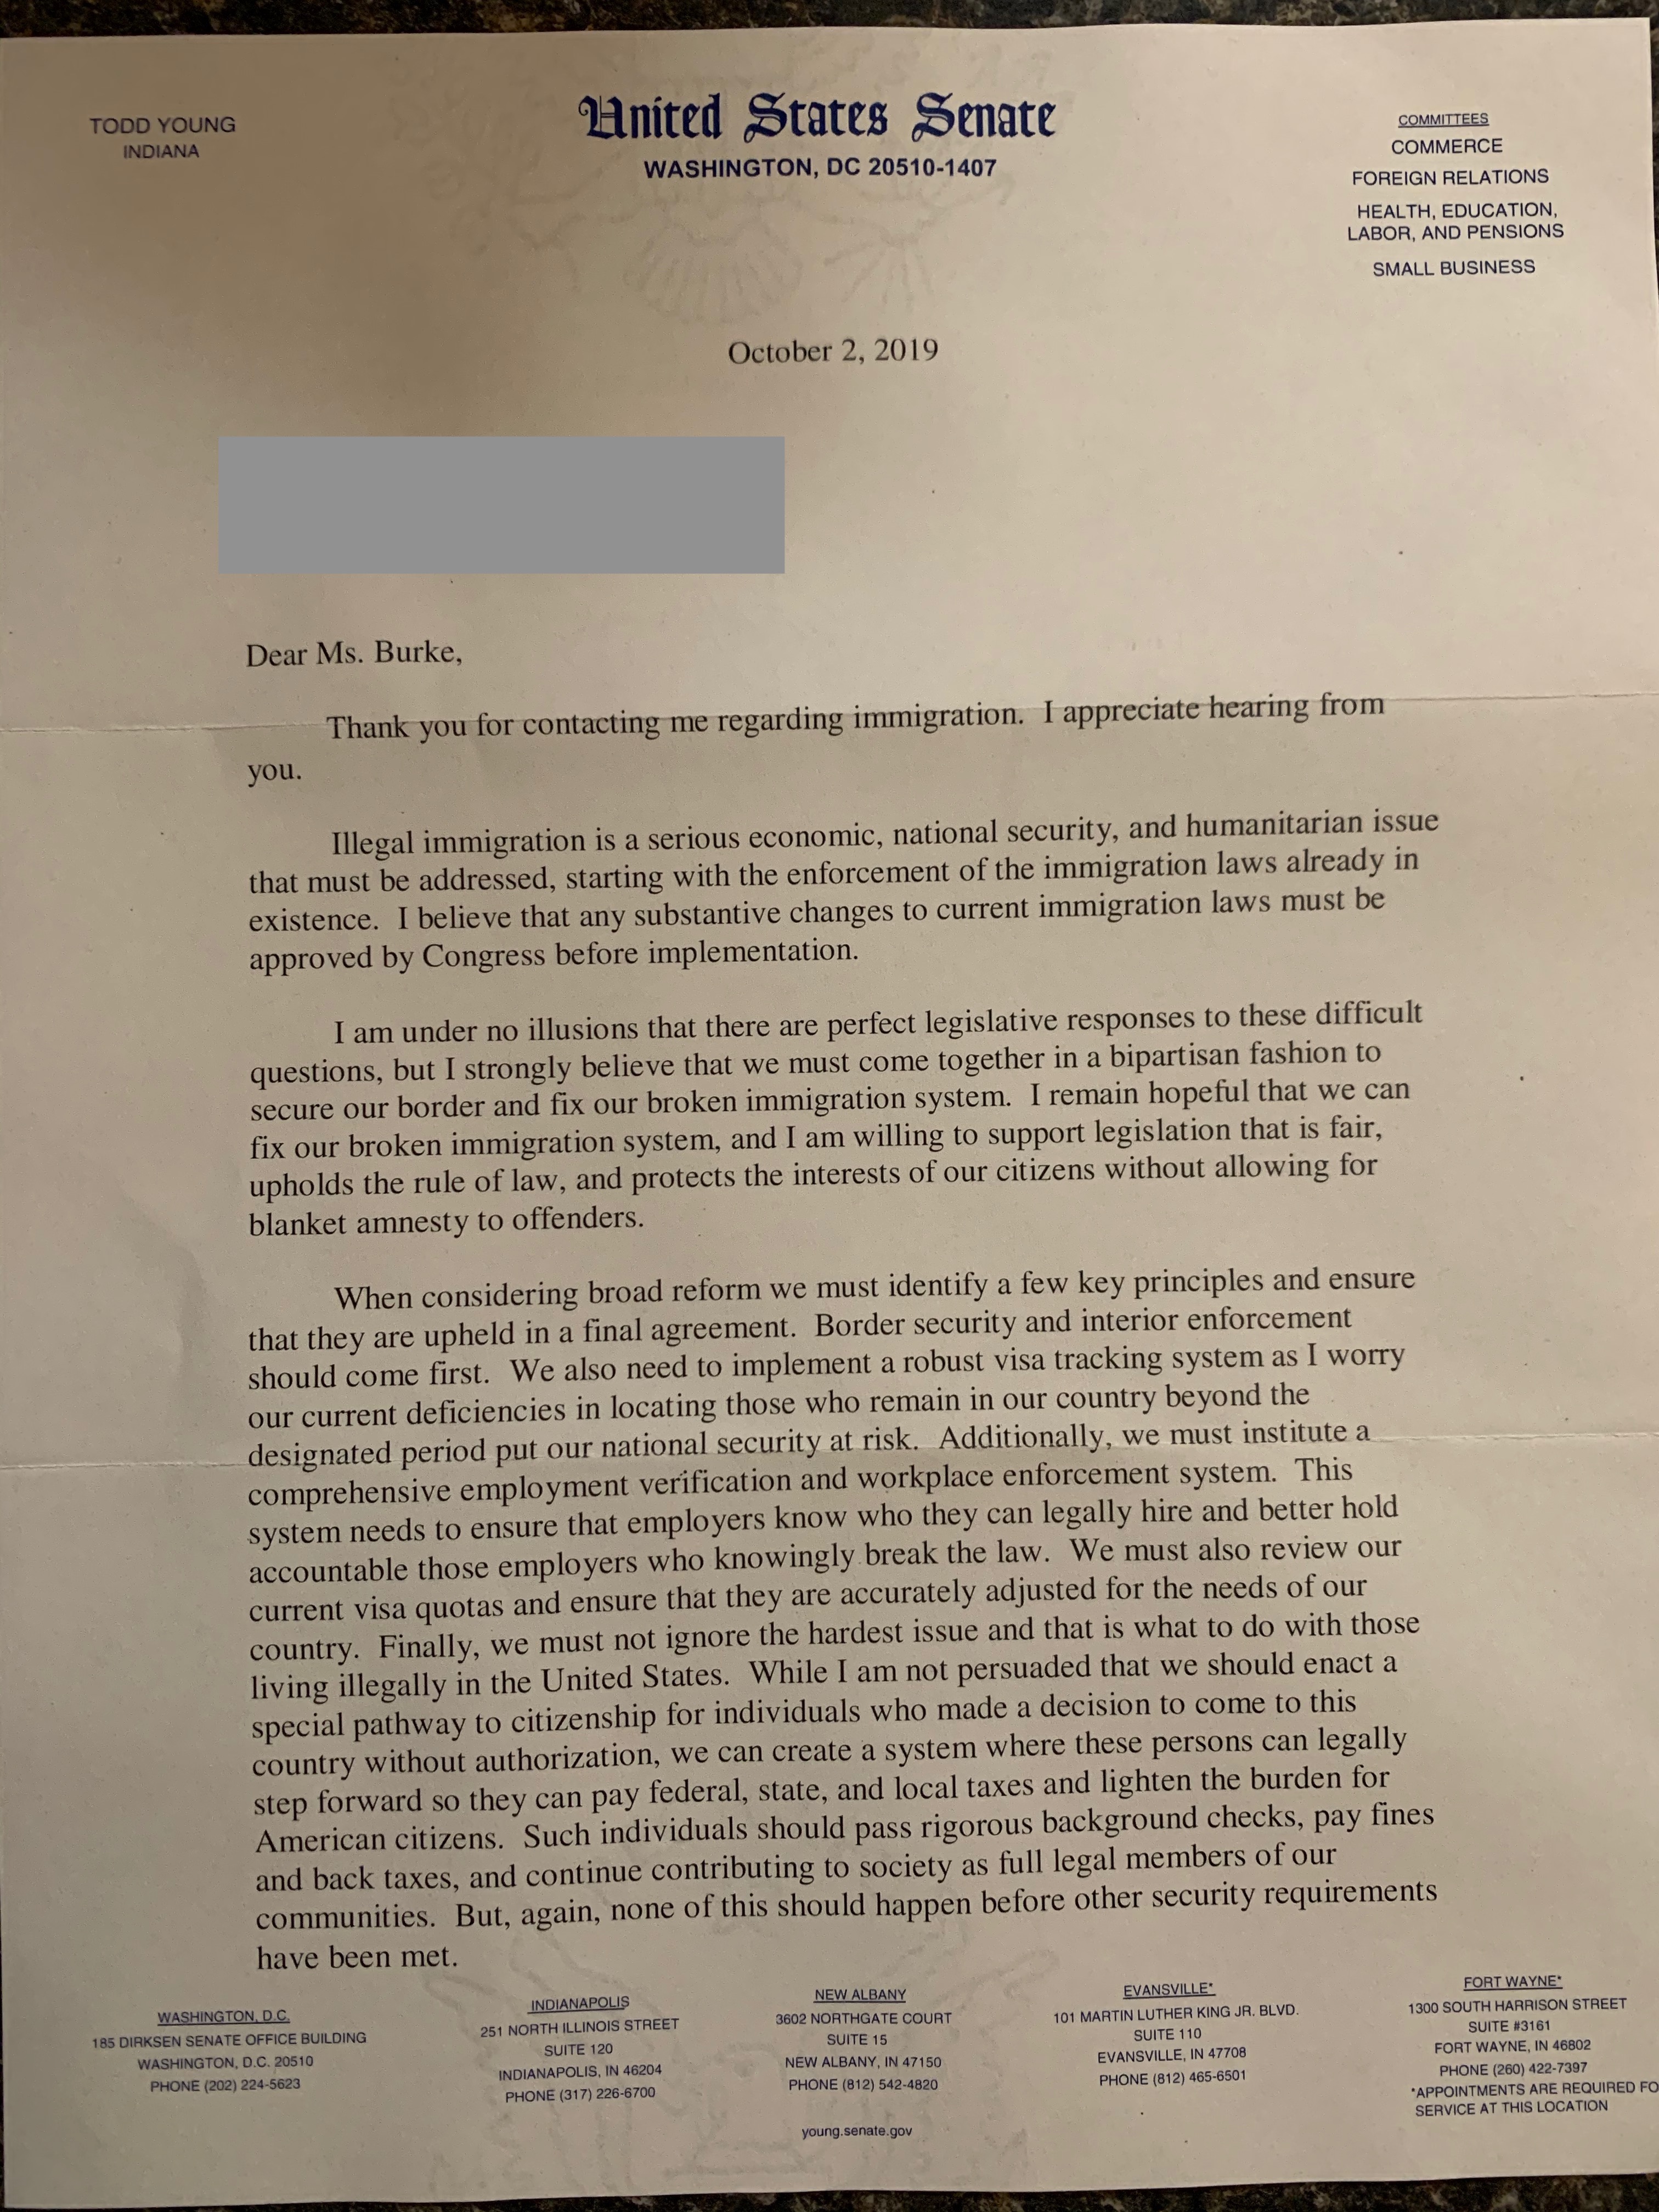 TODD YOUNG
INDIANA
United States Senate
WASHINGTON, DC 20510-1407
COMMITTEES
COMMERCE
FOREIGN RELATIONS
HEALTH, EDUCATION,
LABOR, AND PENSIONS
SMALL BUSINESS
October 2, 2019
Dear Ms. Burke,
Thank you for contacting me regarding immigration. I appreciate hearing from
you.
Illegal immigration is a serious economic, national security, and humanitarian issue
that must be addressed, starting with the enforcement of the immigration laws already in
existence. I believe that any substantive changes to current immigration laws must be
approved by Congress before implementation.
I am under no illusions that there are perfect legislative responses to these difficult
questions, but I strongly believe that we must come together in a bipartisan fashion to
secure our border and fix our broken immigration system. I remain hopeful that we can
fix our broken immigration system, and I am willing to support legislation that is fair,
upholds the rule of law, and protects the interests of our citizens without allowing for
blanket amnesty to offenders.
When considering broad reform we must identify a few key principles and ensure
that they are upheld in a final agreement. Border security and interior enforcement
should come first. We also need to implement a robust visa tracking system as I worry
our current deficiencies in locating those who remain in our country beyond the
designated period put our national security at risk. Additionally, we must institute a
comprehensive employment verification and workplace enforcement system. This
system needs to ensure that employers know who they can legally hire and better hold
accountable those employers who knowingly break the law. We must also review our
current visa quotas and ensure that they are accurately adjusted for the needs of our
country. Finally, we must not ignore the hardest issue and that is what to do with those
living illegally in the United States. While I am not persuaded that we should enact a
special pathway to citizenship for individuals who made a decision to come to this
country without authorization, we can create a system where these persons can legally
step forward so they can pay federal, state, and local taxes and lighten the burden for
American citizens. Such individuals should pass rigorous background checks, pay fines
and back taxes, and continue contributing to society as full legal members of our
communities. But, again, none of this should happen before other security requirements
have been met.
WASHINGTON, D.C.
185 DIRKSEN SENATE OFFICE BUILDING
WASHINGTON, D.C. 20510
PHONE (202) 224-5623
INDIANAPOLIS
251 NORTH ILLINOIS STREET
SUITE 120
INDIANAPOLIS, IN 46204
PHONE (317) 226-6700
NEW ALBANY
3602 NORTHGATE COURT
SUITE 15
NEW ALBANY, IN 47150
PHONE (812) 542-4820
EVANSVILLE*
101 MARTIN LUTHER KING JR. BLVD.
SUITE 110
EVANSVILLE, IN 47708
PHONE (812) 465-6501
FORT WAYNE*
1300 SOUTH HARRISON STREET
SUITE #3161
FORT WAYNE, IN 46802
PHONE (260) 422-7397
*APPOINTMENTS ARE REQUIRED FO
SERVICE AT THIS LOCATION
young.senate.gov